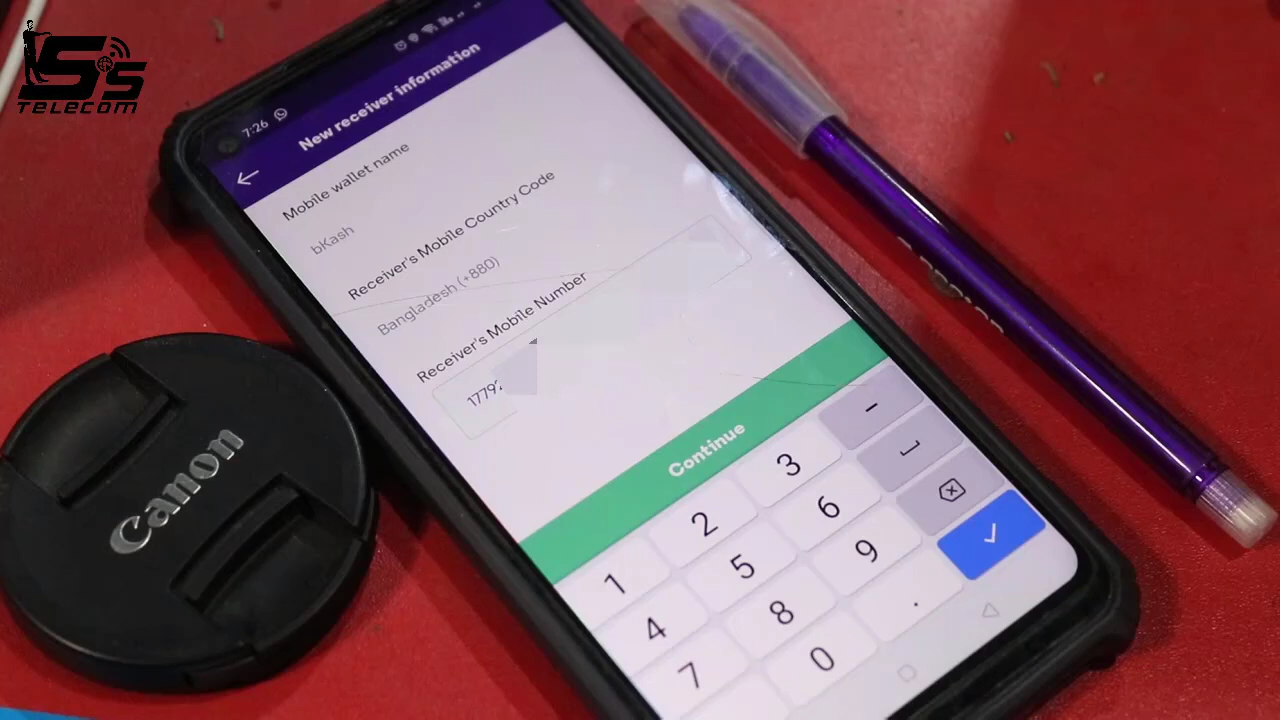 SS
TELECOM
7:26
New receiver information
Mobile wallet name
bKash
Receiver's Mobile Country Code
Bangladesh (+880)
Receiver's Mobile Number
1779
Continue
1 2 3 -
4 5 6
7 8 9
0 .
Canon